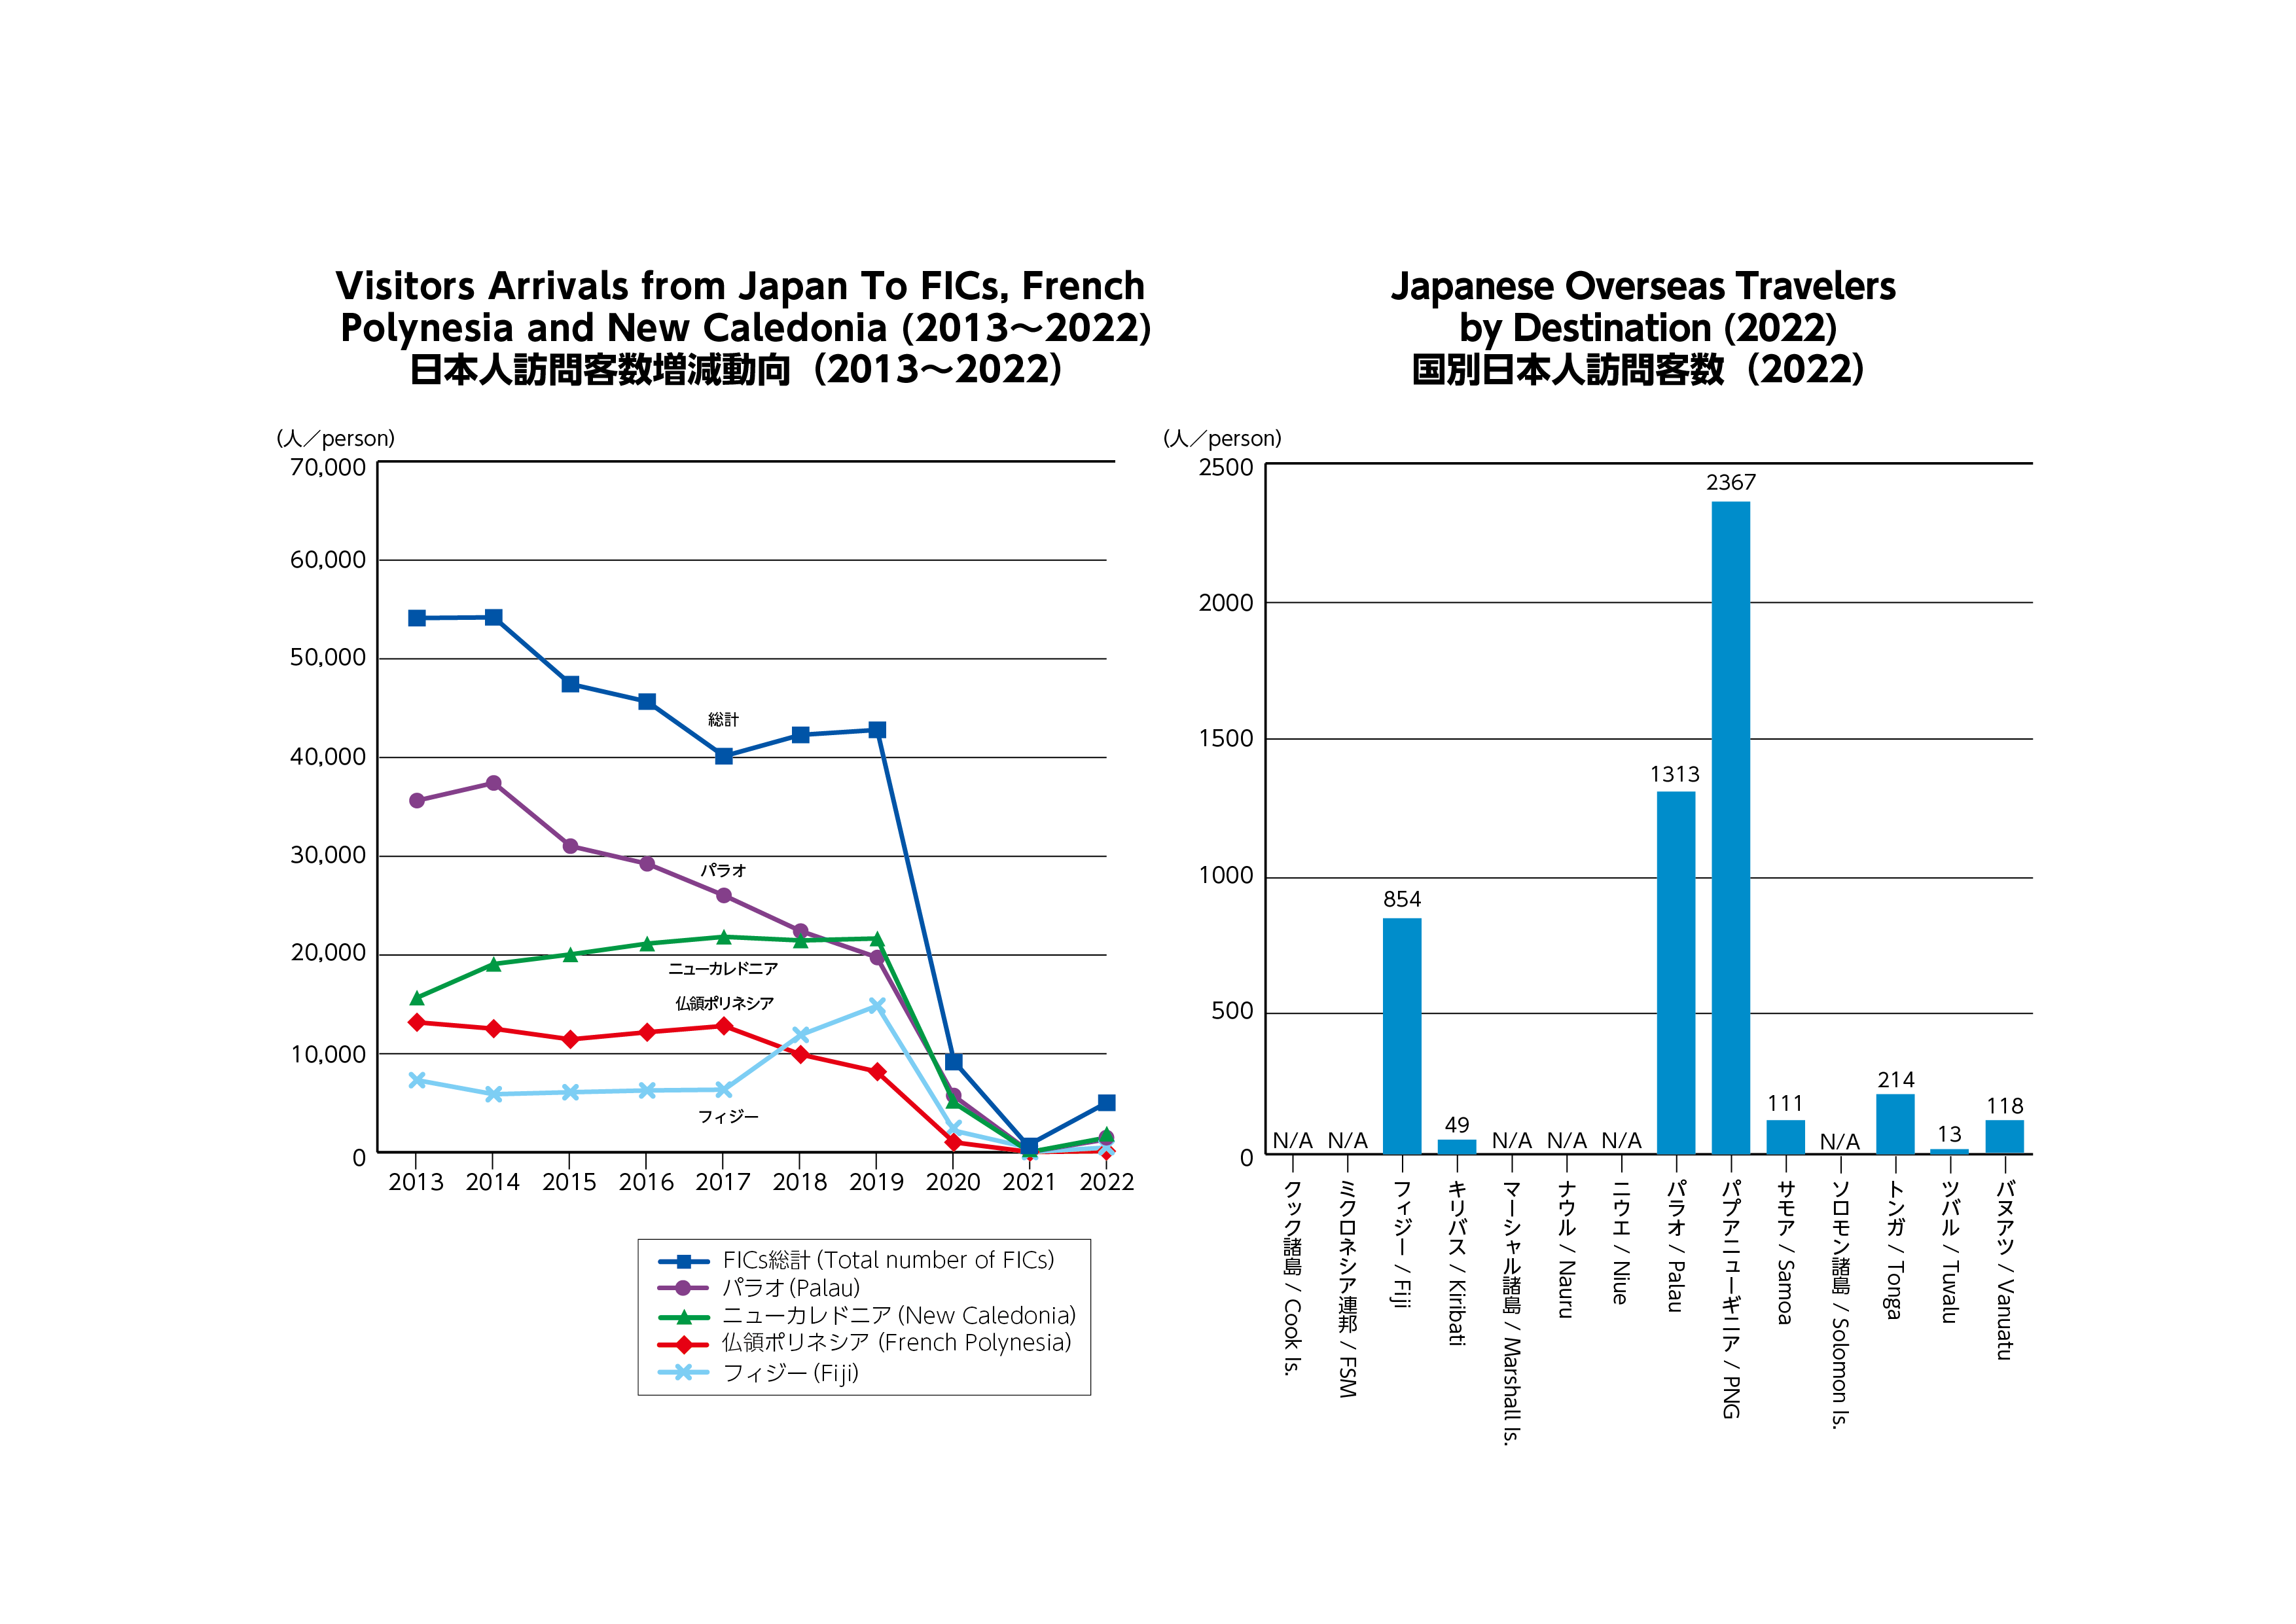 Visitors Arrivals from Japan To FICs, French
Polynesia and New Caledonia (2013～2022)
日本人訪問客数増減動向（2013～2022）
（人／person）
70,000
60,000
50,000
40,000
30,000
20,000
10,000
0
総計
パラオ
ニューカレドニア
仏領ポリネシア
フィジー
2013 2014 2015 2016 2017 2018 2019 2020 2021 2022
FICs総計 (Total number of FICs)
パラオ (Palau)
ニューカレドニア (New Caledonia)
仏領ポリネシア (French Polynesia)
フィジー (Fiji)
Japanese Overseas Travelers
by Destination (2022)
国別日本人訪問客数（2022）
（人／person）
2500
2000
1500
1000
500
0
N/A
N/A
854
49
N/A
N/A
N/A
1313
2367
111
N/A
214
13
118
クック諸島 / Cook Is.
ミクロネシア連邦 / FSM
フィジー / Fiji
キリバス / Kiribati
マーシャル諸島 / Marshall Is.
ナウル / Nauru
ニウエ / Niue
パラオ / Palau
パプアニューギニア / PNG
サモア / Samoa
ソロモン諸島 / Solomon Is.
トンガ / Tonga
ツバル / Tuvalu
バヌアツ / Vanuatu